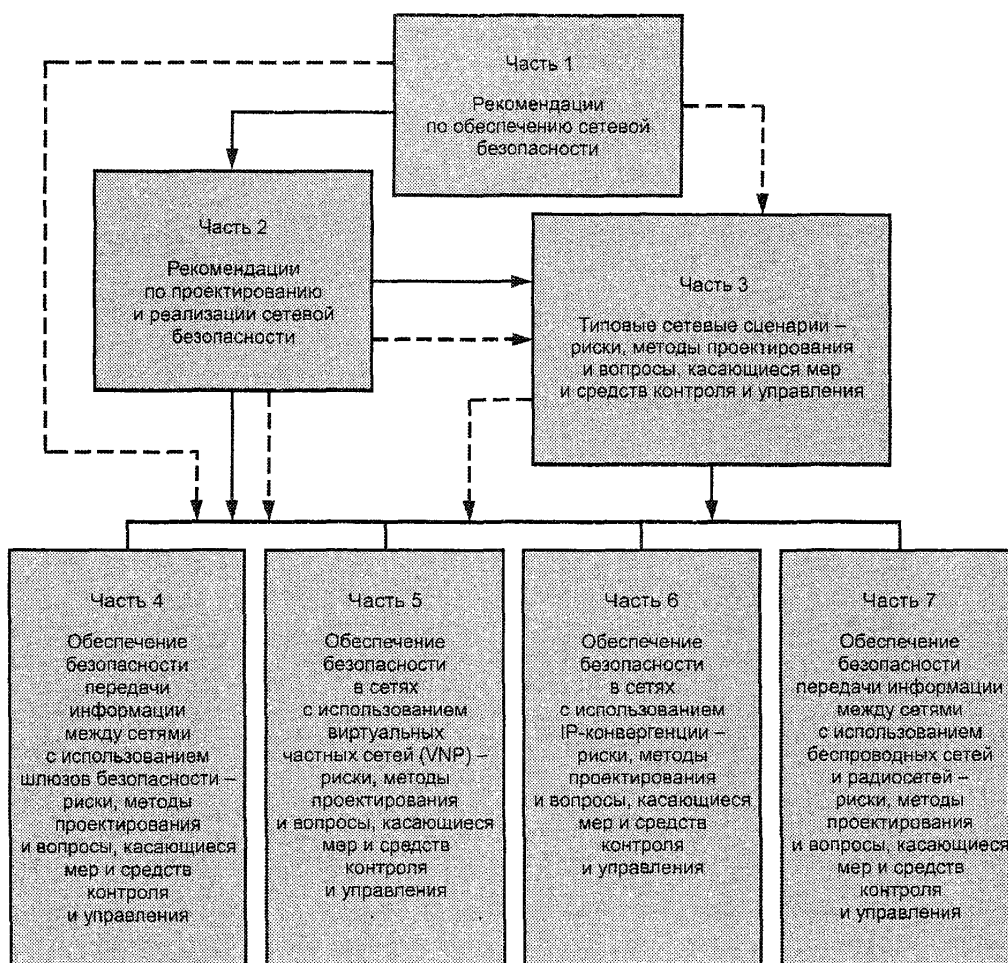 Часть 1
Рекомендации
по обеспечению сетевой
безопасности
Часть 2
Рекомендации
по проектированию
и реализации сетевой
безопасности
Часть 3
Типовые сетевые сценарии –
риски, методы проектирования
и вопросы, касающиеся мер
и средств контроля и управления
Часть 4
Обеспечение
безопасности
передачи
информации
между сетями
с использованием
шлюзов безопасности –
риски, методы
проектирования
и вопросы, касающиеся
мер и средств
контроля
и управления
Часть 5
Обеспечение
безопасности
в сетях
с использованием
виртуальных
частных сетей (VNP) –
риски, методы
проектирования
и вопросы, касающиеся
мер и средств
контроля
и управления
Часть 6
Обеспечение
безопасности
в сетях
с использованием
IP-конвергенции –
риски, методы
проектирования
и вопросы, касающиеся
мер и средств
контроля
и управления
Часть 7
Обеспечение
безопасности
передачи информации
между сетями
с использованием
беспроводных сетей
и радиосетей –
риски, методы
проектирования
и вопросы, касающиеся
мер и средств
контроля
и управления